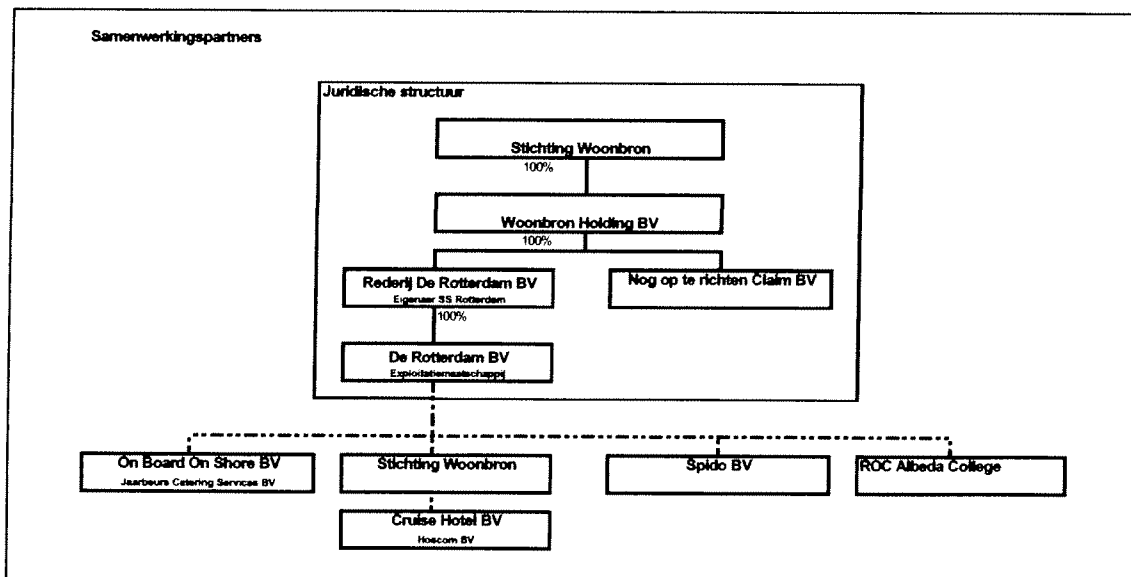 Samenwerkingspartners
Juridische structuur
Stichting Woonbron
100%
Woonbron Holding BV
100%
Rederij De Rotterdam BV
Eigenaar SS Rotterdam
Nog op te richten Claim BV
100%
De Rotterdam BV
Exploitatiemaatschappij
On Board On Shore BV
Jaarbeurs Catering Services BV
Stichting Woonbron
Spido BV
ROC Albeda College
Cruise Hotel BV
Hoscom BV